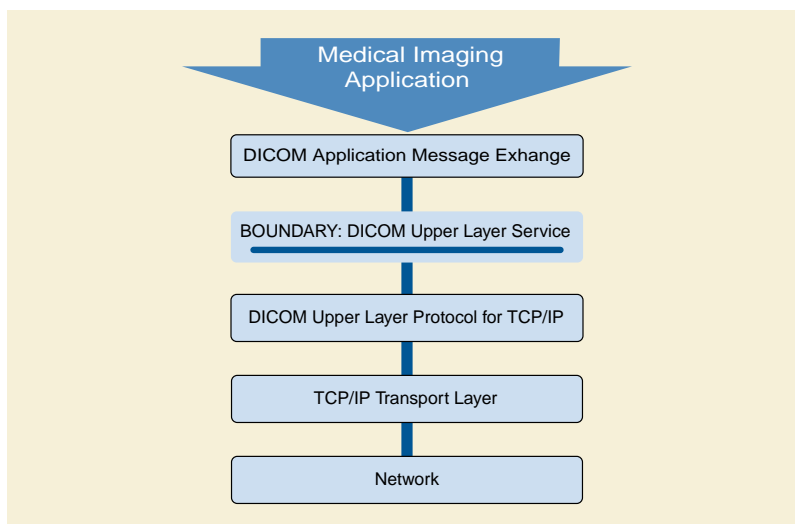 Medical Imaging
Application
DICOM Application Message Exhange
BOUNDARY: DICOM Upper Layer Service
DICOM Upper Layer Protocol for TCP/IP
TCP/IP Transport Layer
Network